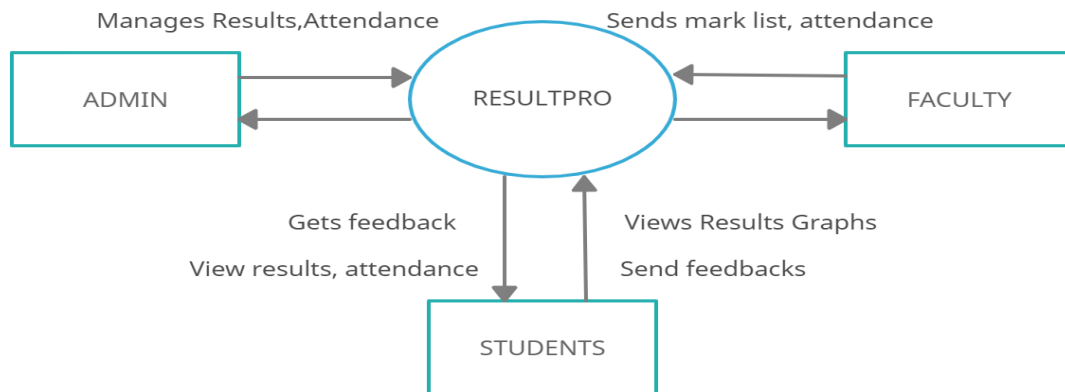 Manages Results,Attendance
Sends mark list, attendance
ADMIN
RESULTPRO
FACULTY
Gets feedback
Views Results Graphs
View results, attendance
Send feedbacks
STUDENTS